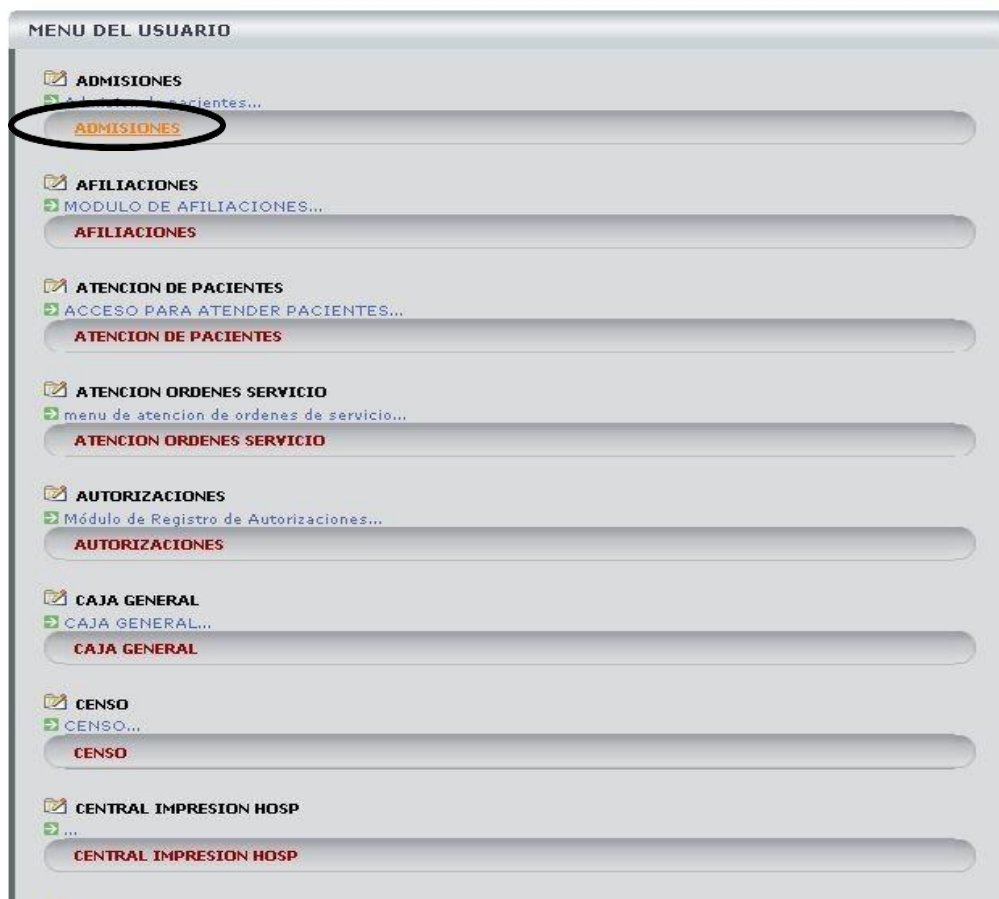 MENU DEL USUARIO
ADMISIONES
pacientes...
ADMISIONES
AFILIACIONES
MODULO DE AFILIACIONES...
AFILIACIONES
ATENCION DE PACIENTES
ACCESO PARA ATENDER PACIENTES...
ATENCION DE PACIENTES
ATENCION ORDENES SERVICIO
menu de atencion de ordenes de servicio...
ATENCION ORDENES SERVICIO
AUTORIZACIONES
Módulo de Registro de Autorizaciones...
AUTORIZACIONES
CAJA GENERAL
CAJA GENERAL...
CAJA GENERAL
CENSO
CENSO...
CENSO
CENTRAL IMPRESION HOSP
...
CENTRAL IMPRESION HOSP